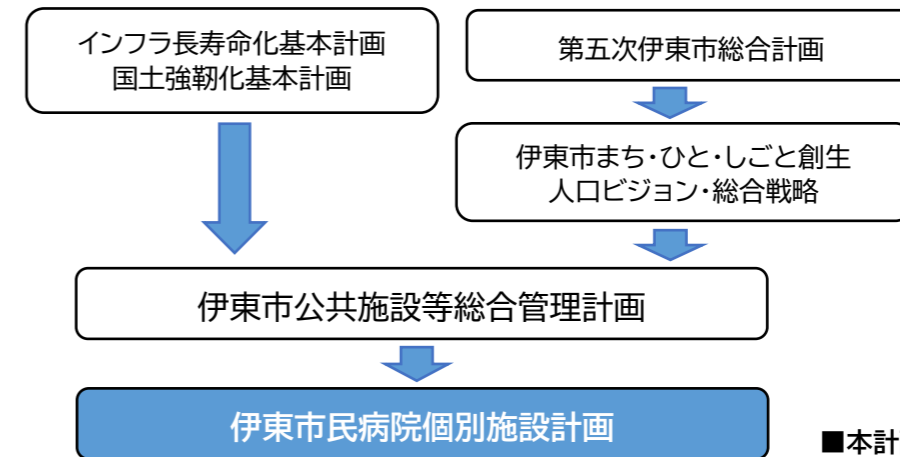 インフラ長寿命化基本計画
国土強靭化基本計画
第五次伊東市総合計画
伊東市まち・ひと・しごと創生
人口ビジョン・総合戦略
伊東市公共施設等総合管理計画
伊東市民病院個別施設計画
■本計